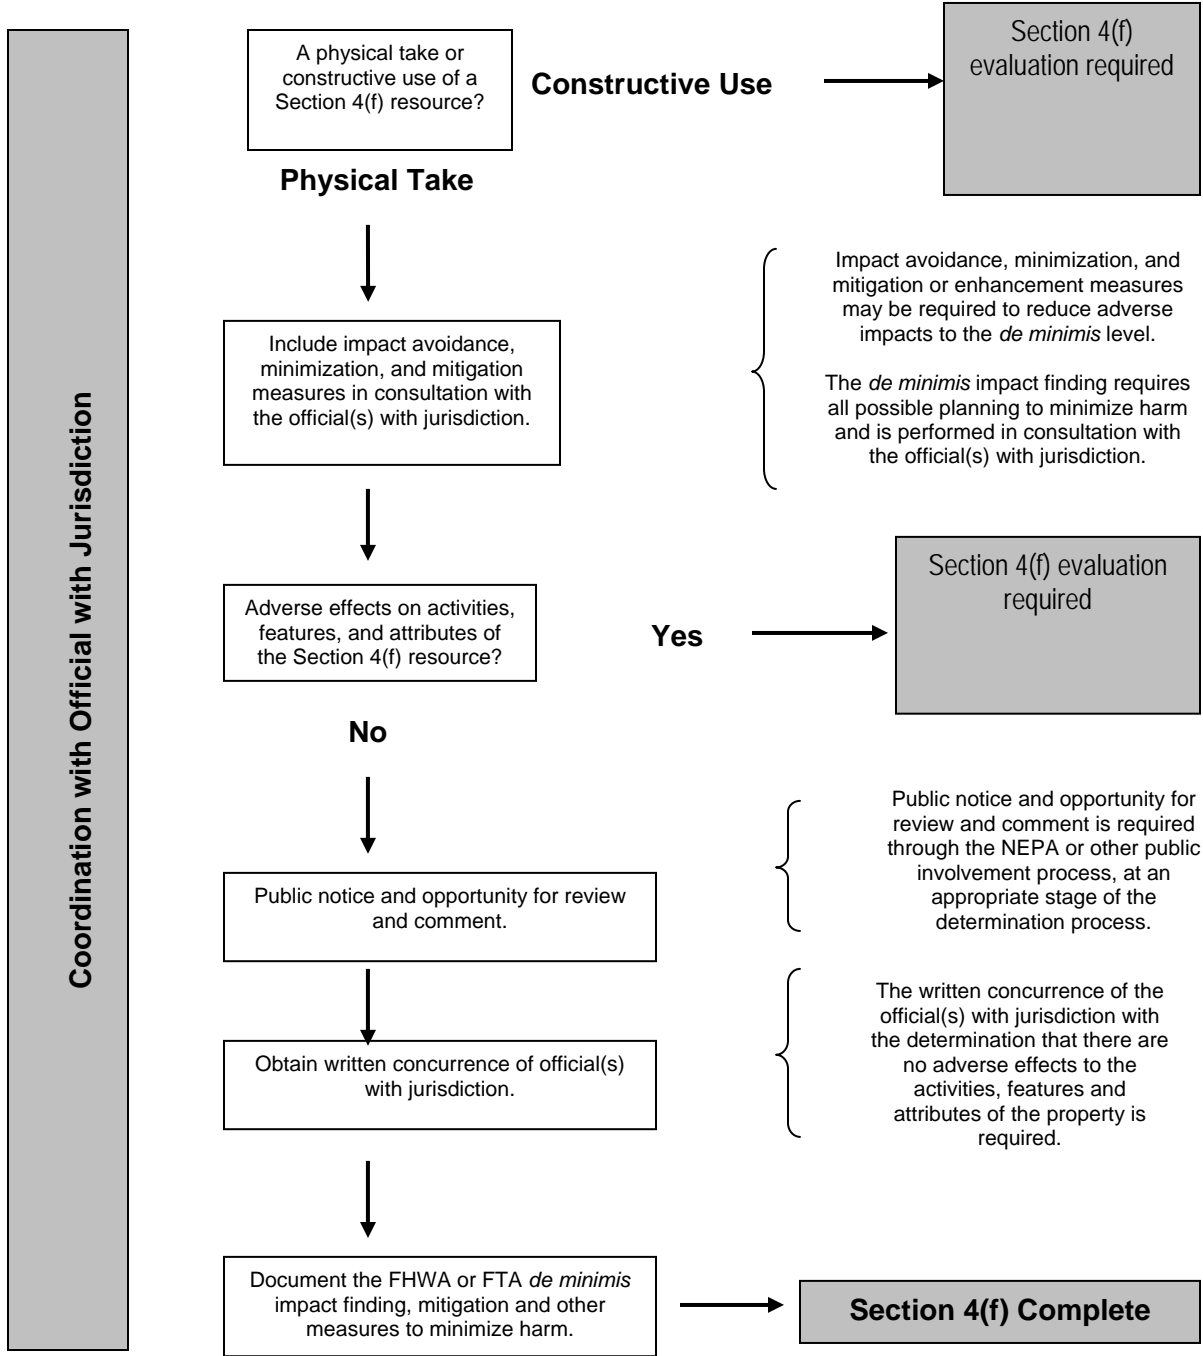 Coordination with Official with Jurisdiction
A physical take or
constructive use of a
Section 4(f) resource?
Constructive Use
Section 4(f)
evaluation required
Physical Take
Include impact avoidance,
minimization, and mitigation
measures in consultation with
the official(s) with jurisdiction.
Impact avoidance, minimization, and
mitigation or enhancement measures
may be required to reduce adverse
impacts to the de minimis level.
The de minimis impact finding requires
all possible planning to minimize harm
and is performed in consultation with
the official(s) with jurisdiction.
Adverse effects on activities,
features, and attributes of
the Section 4(f) resource?
Yes
Section 4(f) evaluation
required
No
Public notice and opportunity for review
and comment.
Public notice and opportunity for
review and comment is required
through the NEPA or other public
involvement process, at an
appropriate stage of the
determination process.
Obtain written concurrence of official(s)
with jurisdiction.
The written concurrence of the
official(s) with jurisdiction with
the determination that there are
no adverse effects to the
activities, features and
attributes of the property is
required.
Document the FHWA or FTA de minimis
impact finding, mitigation and other
measures to minimize harm.
Section 4(f) Complete